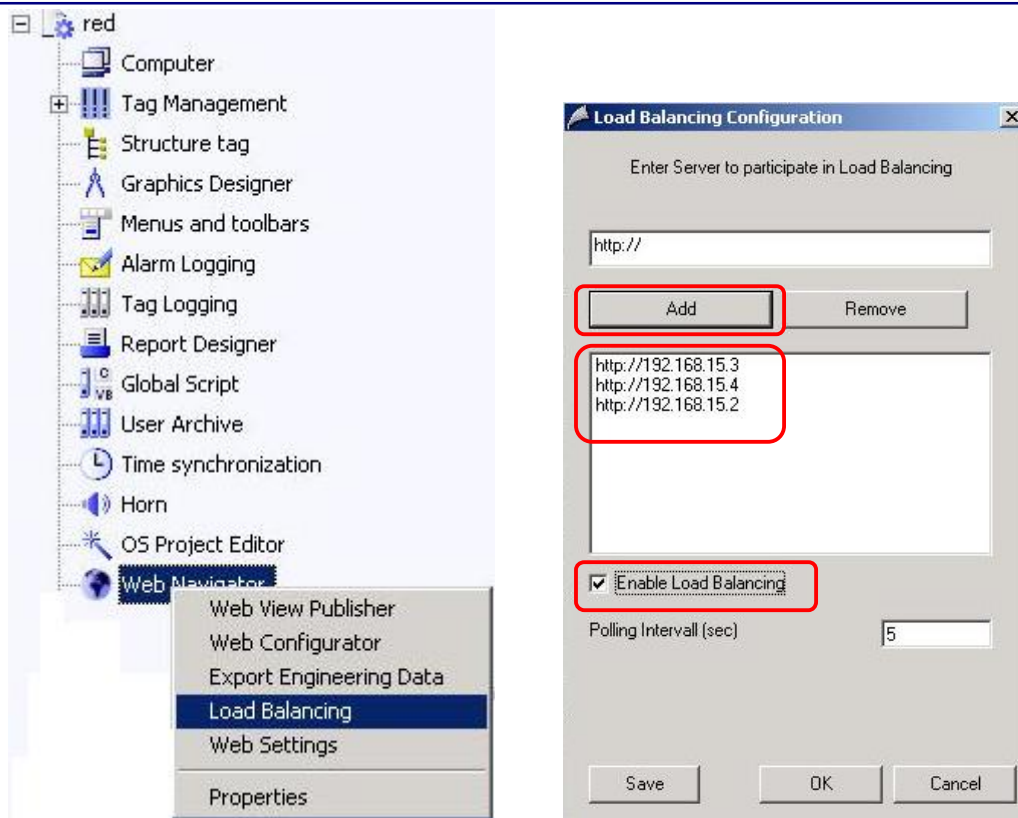 red
Computer
Tag Management
Structure tag
Graphics Designer
Menus and toolbars
Alarm Logging
Tag Logging
Report Designer
Global Script
User Archive
Time synchronization
Horn
OS Project Editor
Web Navigator
Web View Publisher
Web Configurator
Export Engineering Data
Load Balancing
Web Settings
Properties
Load Balancing Configuration
Enter Server to participate in Load Balancing
http://
Add Remove
http://192.168.15.3
http://192.168.15.4
http://192.168.15.2
Enable Load Balancing
Polling Intervall (sec) 5
Save OK Cancel